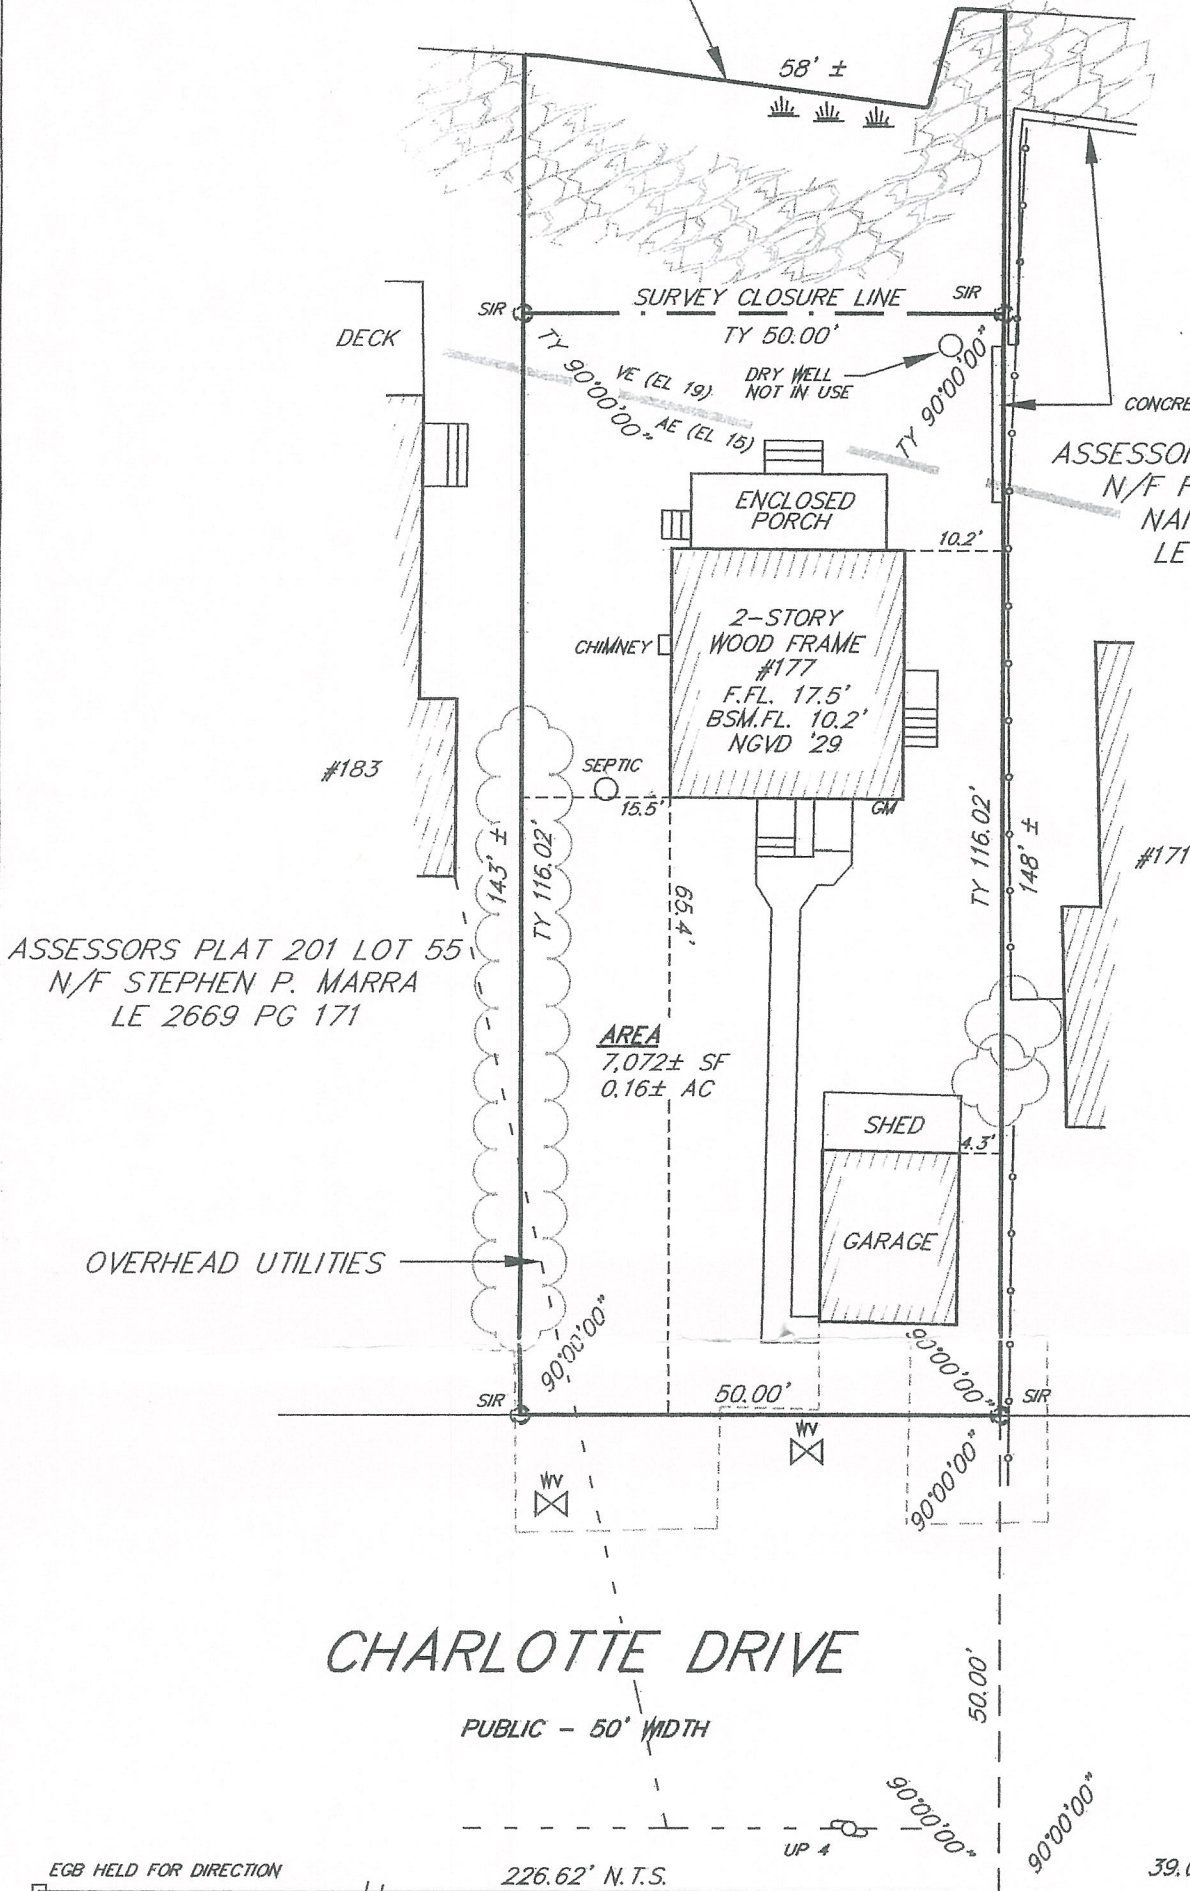 58' ±
SIR
SURVEY CLOSURE LINE
SIR
TY 50.00'
DECK
TY 90°00'00"
VE (EL 19)
DRY WELL
NOT IN USE
TY 90°00'00"
AE (EL 15)
ASSESSOR
N/F
LE
ENCLOSED
PORCH
10.2'
2-STORY
WOOD FRAME
#177
F.FL. 17.5'
BSM.FL. 10.2'
NGVD '29
CHIMNEY
#183
SEPTIC
15.5'
GM
143' ±
TY 116.02'
65.4'
TY 116.02'
148' ±
#171
ASSESSORS PLAT 201 LOT 55
N/F STEPHEN P. MARRA
LE 2669 PG 171
AREA
7,072± SF
0.16± AC
SHED
4.3'
GARAGE
OVERHEAD UTILITIES
90°00'00"
90°00'00"
SIR
50.00'
SIR
WV
WV
90°00'00"
CHARLOTTE DRIVE
PUBLIC - 50' WIDTH
50.00'
UP 4
90°00'00"
90°00'00"
EGB HELD FOR DIRECTION
226.62' N.T.S.